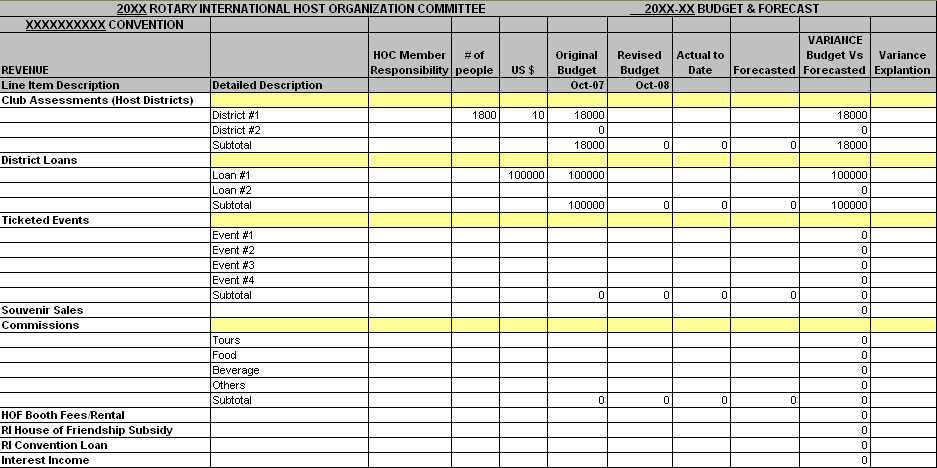 20XX ROTARY INTERNATIONAL HOST ORGANIZATION COMMITTEE 20XX-XX BUDGET & FORECAST
XXXXXXXXXX CONVENTION
VARIANCE
HOC Member # of Original Revised Actual to Budget Vs Variance
REVENUE Responsibility people US $ Budget Budget Date Forecasted Forecasted Explantion
Line Item Description Detailed Description Oct-07 Oct-08
Club Assessments (Host Districts)
District #1 1800 10 18000 18000
District #2 0 0
Subtotal 18000 0 0 0 18000
District Loans
Loan #1 100000 100000 100000
Loan #2 0
Subtotal 100000 0 0 0 100000
Ticketed Events
Event #1 0
Event #2 0
Event #3 0
Event #4 0
Subtotal 0 0 0 0 0
Souvenir Sales 0
Commissions
Tours 0
Food 0
Beverage 0
Others 0
Subtotal 0 0 0 0 0
HOF Booth Fees/Rental 0
RI House of Friendship Subsidy 0
RI Convention Loan 0
Interest Income 0